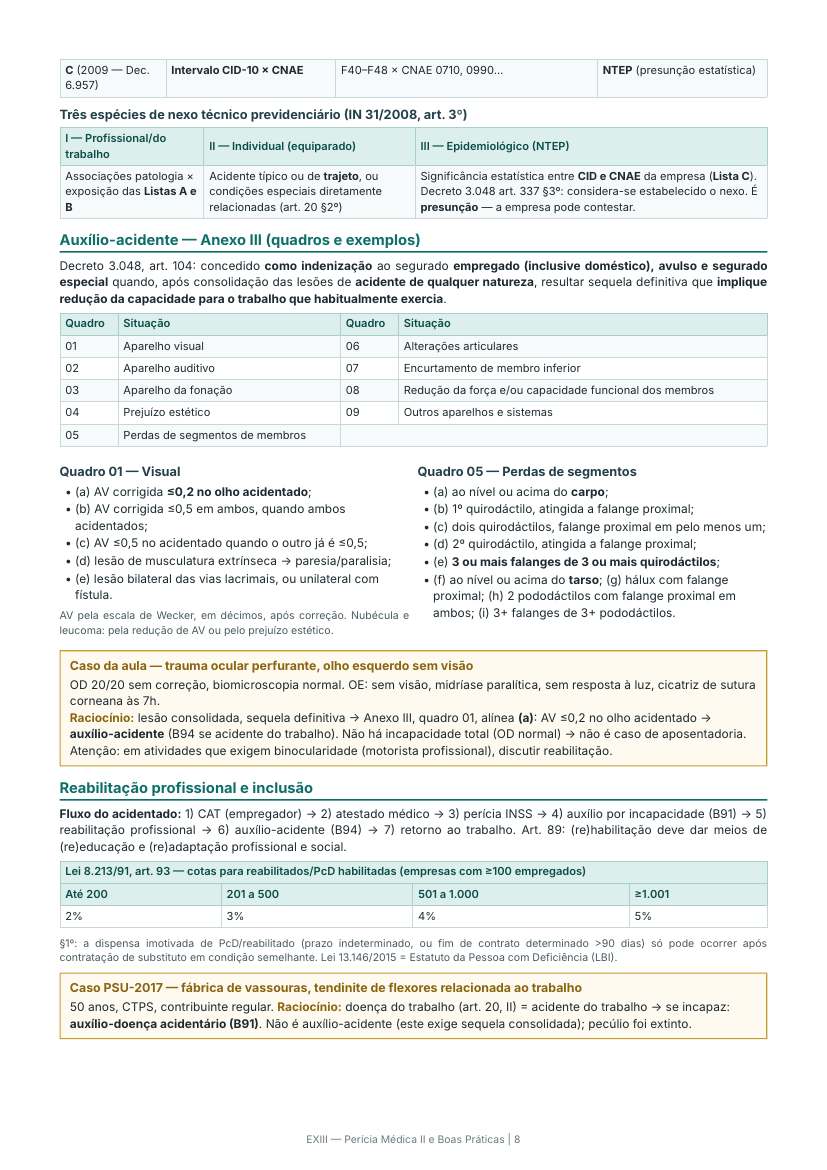 C (2009 — Dec. 6.957) Intervalo CID-10 × CNAE F40–F48 × CNAE 0710, 0990... NTEP (presunção estatística)
Três espécies de nexo técnico previdenciário (IN 31/2008, art. 3º)
I — Profissional/do trabalho II — Individual (equiparado) III — Epidemiológico (NTEP)
Associações patologia × exposição das Listas A e B
Acidente típico ou de trajeto, ou condições especiais diretamente relacionadas (art. 20 §2º)
Significância estatística entre CID e CNAE da empresa (Lista C). Decreto 3.048 art. 337 §3º: considera-se estabelecido o nexo. É presunção — a empresa pode contestar.
Auxílio-acidente — Anexo III (quadros e exemplos)
Decreto 3.048, art. 104: concedido como indenização ao segurado empregado (inclusive doméstico), avulso e segurado
especial quando, após consolidação das lesões de acidente de qualquer natureza, resultar sequela definitiva que implique
redução da capacidade para o trabalho que habitualmente exercia.
Quadro Situação Quadro Situação
01 Aparelho visual 06 Alterações articulares
02 Aparelho auditivo 07 Encurtamento de membro inferior
03 Aparelho da fonação 08 Redução da força e/ou capacidade funcional dos membros
04 Prejuízo estético 09 Outros aparelhos e sistemas
05 Perdas de segmentos de membros
Quadro 01 — Visual
• (a) AV corrigida ≤0,2 no olho acidentado;
• (b) AV corrigida ≤0,5 em ambos, quando ambos
acidentados;
• (c) AV ≤0,5 no acidentado quando o outro já é ≤0,5;
• (d) lesão de musculatura extrínseca → paresia/paralisia;
• (e) lesão bilateral das vias lacrimais, ou unilateral com
fístula.
AV pela escala de Wecker, em décimos, após correção. Nubécula e
leucoma: pela redução de AV ou pelo prejuízo estético.
Quadro 05 — Perdas de segmentos
• (a) ao nível ou acima do carpo;
• (b) 1º quirodáctilo, atingida a falange proximal;
• (c) dois quirodáctilos, falange proximal em pelo menos um;
• (d) 2º quirodáctilo, atingida a falange proximal;
• (e) 3 ou mais falanges de 3 ou mais quirodáctilos;
• (f) ao nível ou acima do tarso; (g) hálux com falange
proximal; (h) 2 pododáctilos com falange proximal em
ambos; (i) 3+ falanges de 3+ pododáctilos.
Caso da aula — trauma ocular perfurante, olho esquerdo sem visão
OD 20/20 sem correção, biomicroscopia normal. OE: sem visão, midríase paralítica, sem resposta à luz, cicatriz de sutura
corneana às 7h.
Raciocínio: lesão consolidada, sequela definitiva → Anexo III, quadro 01, alínea (a): AV ≤0,2 no olho acidentado →
auxílio-acidente (B94 se acidente do trabalho). Não há incapacidade total (OD normal) → não é caso de aposentadoria.
Atenção: em atividades que exigem binocularidade (motorista profissional), discutir reabilitação.
Reabilitação profissional e inclusão
Fluxo do acidentado: 1) CAT (empregador) → 2) atestado médico → 3) perícia INSS → 4) auxílio por incapacidade (B91) → 5)
reabilitação profissional → 6) auxílio-acidente (B94) → 7) retorno ao trabalho. Art. 89: (re)habilitação deve dar meios de
(re)educação e (re)adaptação profissional e social.
Lei 8.213/91, art. 93 — cotas para reabilitados/PcD habilitadas (empresas com ≥100 empregados)
Até 200 201 a 500 501 a 1.000 ≥1.001
2% 3% 4% 5%
§1º: a dispensa imotivada de PcD/reabilitado (prazo indeterminado, ou fim de contrato determinado >90 dias) só pode ocorrer após
contratação de substituto em condição semelhante. Lei 13.146/2015 = Estatuto da Pessoa com Deficiência (LBI).
Caso PSU-2017 — fábrica de vassouras, tendinite de flexores relacionada ao trabalho
50 anos, CTPS, contribuinte regular. Raciocínio: doença do trabalho (art. 20, II) = acidente do trabalho → se incapaz:
auxílio-doença acidentário (B91). Não é auxílio-acidente (este exige sequela consolidada); pecúlio foi extinto.
EXIII — Perícia Médica II e Boas Práticas | 8